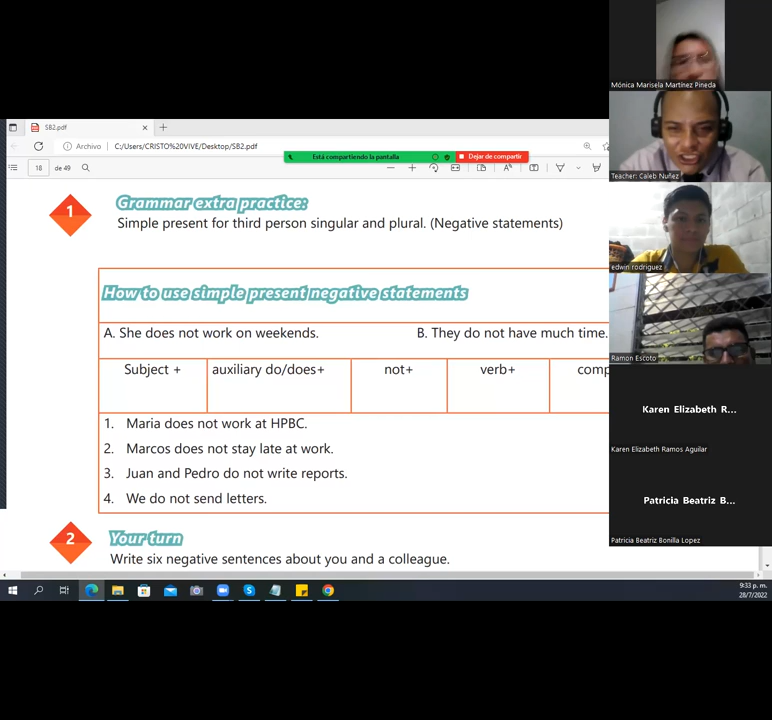 SB2.pdf
Archivo
C:/Users/CRISTO%20VIVE/Desktop/SB2.pdf
Está compartiendo la pantalla
Dejar de compartir
18
de 49
1
Grammar extra practice:
Simple present for third person singular and plural. (Negative statements)
How to use simple present negative statements
A. She does not work on weekends.
B. They do not have much time.
Subject +
auxiliary do/does+
not+
verb+
comp
1. Maria does not work at HPBC.
2. Marcos does not stay late at work.
3. Juan and Pedro do not write reports.
4. We do not send letters.
2
Your turn
Write six negative sentences about you and a colleague.
Mónica Marisela Martínez Pineda
Teacher: Caleb Nuñez
edwin rodriguez
Ramon Escoto
Karen Elizabeth R...
Karen Elizabeth Ramos Aguilar
Patricia Beatriz B...
Patricia Beatriz Bonilla Lopez
9:33 p. m.
28/7/2022